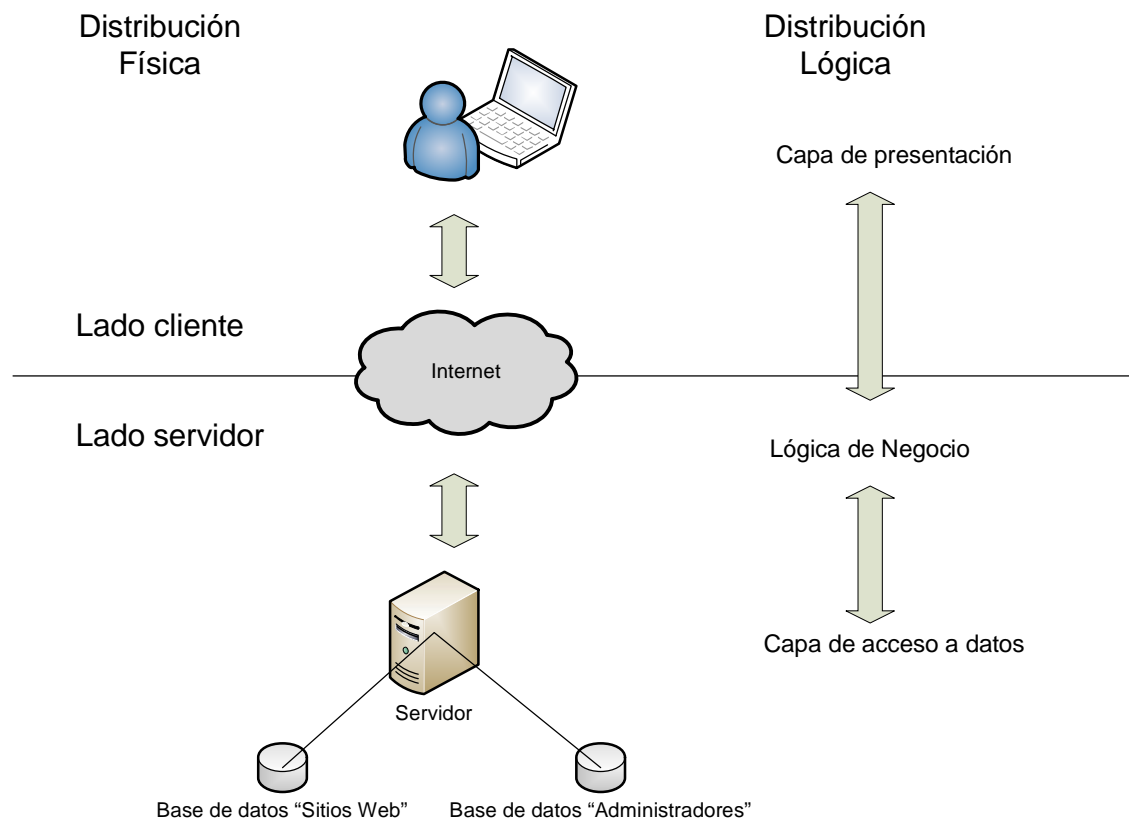 Distribución
Física
Distribución
Lógica
Capa de presentación
Lado cliente
Internet
Lado servidor
Lógica de Negocio
Capa de acceso a datos
Servidor
Base de datos “Sitios Web”
Base de datos “Administradores”